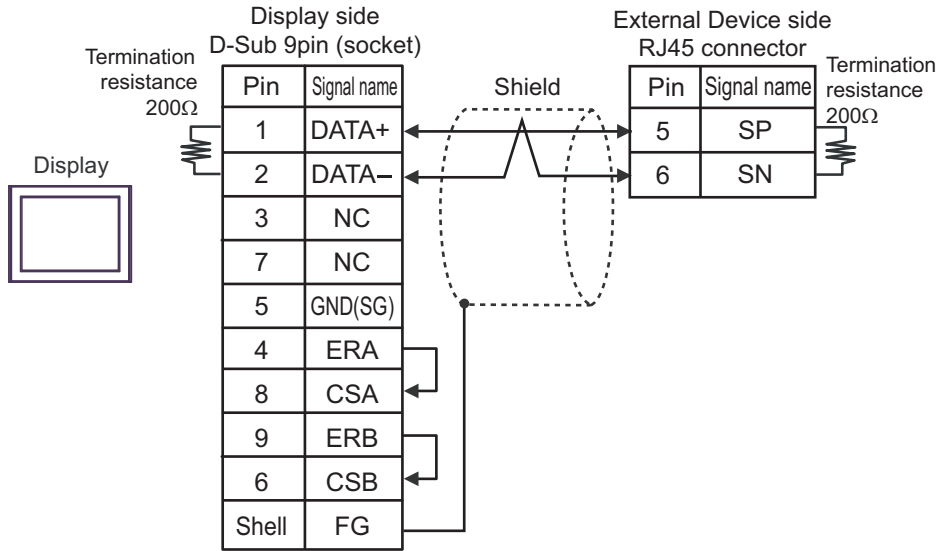 Display side
D-Sub 9pin (socket)
External Device side
RJ45 connector
Termination
resistance
200Ω
Shield
Termination
resistance
200Ω
Display
Pin Signal name
1 DATA+
2 DATA–
3 NC
7 NC
5 GND(SG)
4 ERA
8 CSA
9 ERB
6 CSB
Shell FG
Pin Signal name
5 SP
6 SN